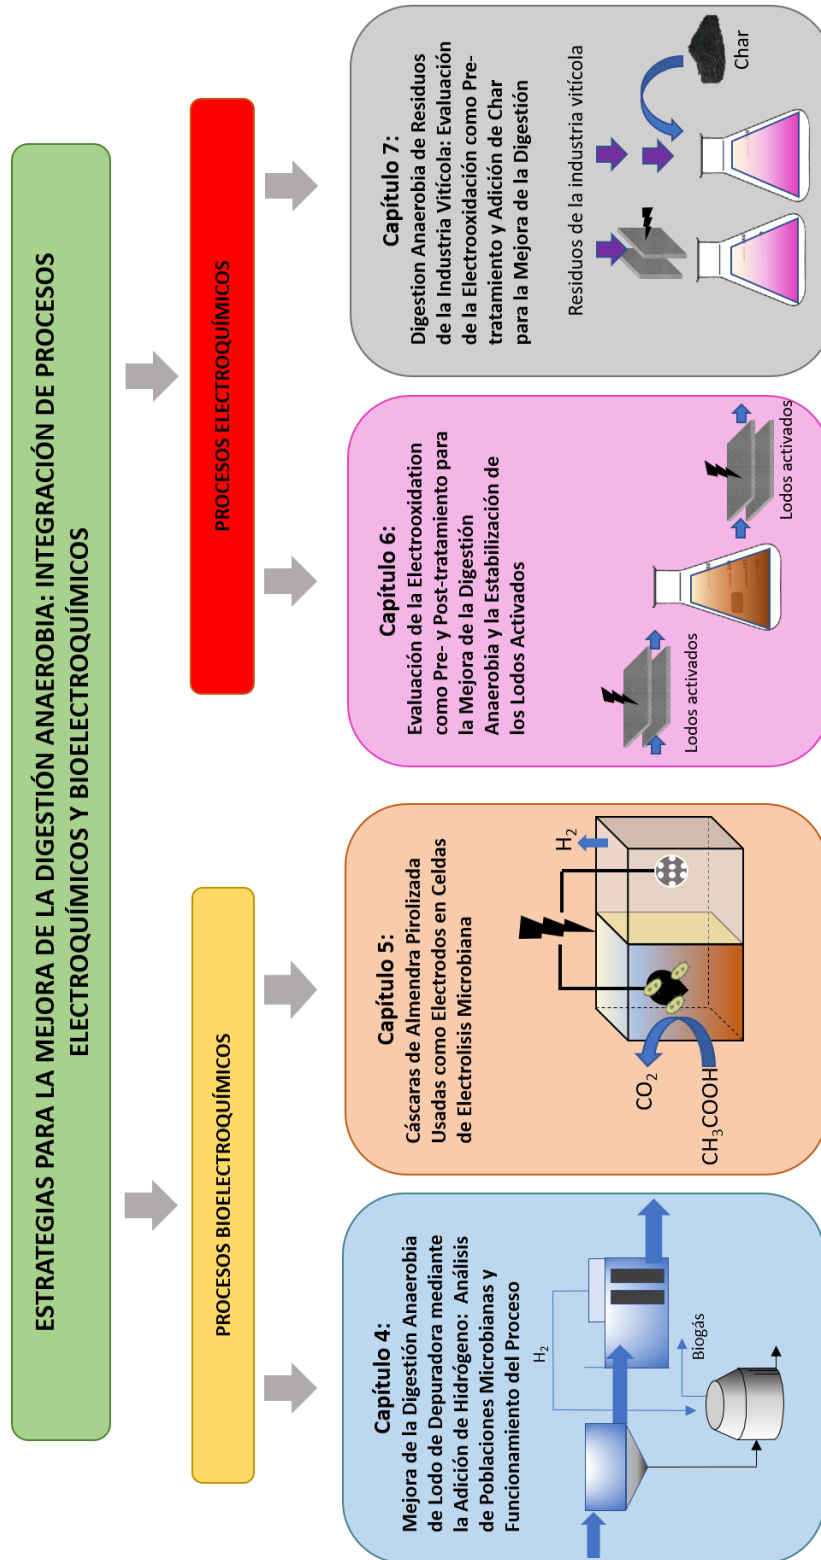 ESTRATEGIAS PARA LA MEJORA DE LA DIGESTIÓN ANAEROBIA: INTEGRACIÓN DE PROCESOS
ELECTROQUÍMICOS Y BIOELECTROQUÍMICOS
PROCESOS BIOELECTROQUÍMICOS
PROCESOS ELECTROQUÍMICOS
Capítulo 4:
Mejora de la Digestión Anaerobia
de Lodo de Depuradora mediante
la Adición de Hidrógeno: Análisis
de Poblaciones Microbianas y
Funcionamiento del Proceso
H₂
Biogás
Capítulo 5:
Cáscaras de Almendra Pirolizada
Usadas como Electrodos en Celdas
de Electrolisis Microbiana
H₂
CO₂
CH₃COOH
Capítulo 6:
Evaluación de la Electrooxidation
como Pre- y Post-tratamiento para
la Mejora de la Digestión
Anaerobia y la Estabilización de
los Lodos Activados
Lodos activados
Lodos activados
Capítulo 7:
Digestion Anaerobia de Residuos
de la Industria Vitícola: Evaluación
de la Electrooxidación como Pre-
tratamiento y Adición de Char
para la Mejora de la Digestión
Residuos de la industria vitícola
Char